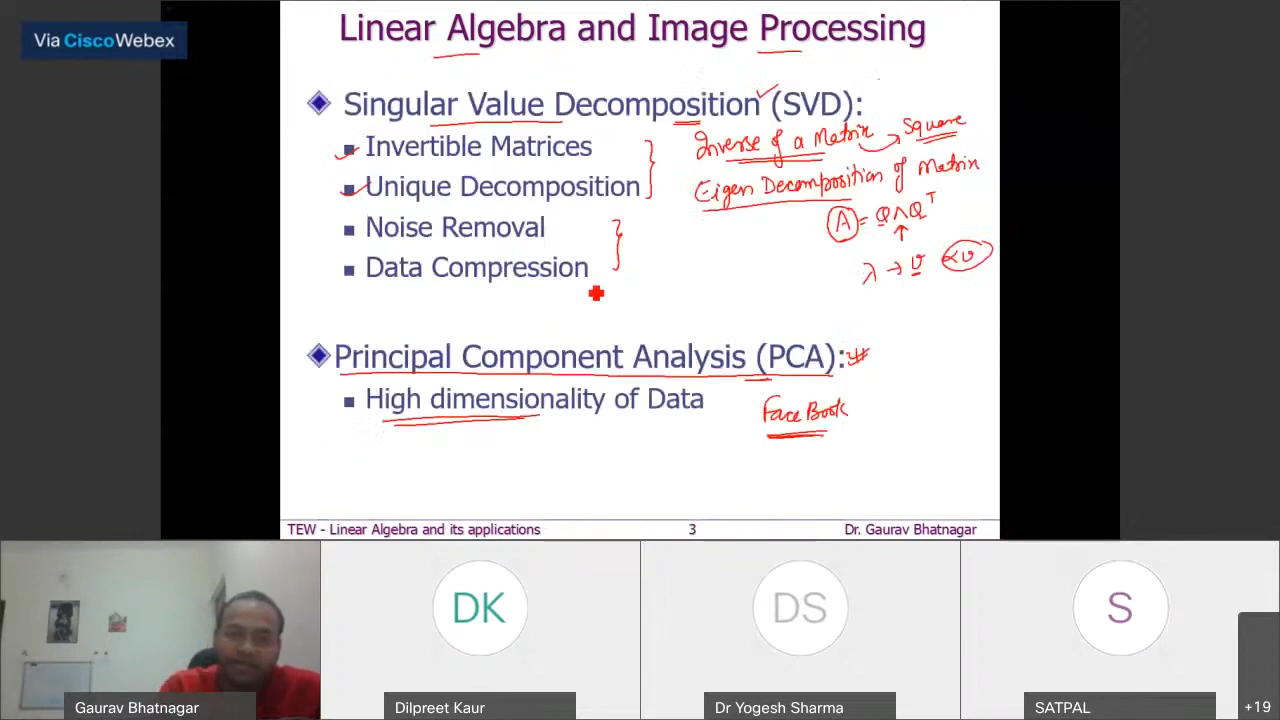 Via Cisco Webex
Linear Algebra and Image Processing
Singular Value Decomposition (SVD):
Invertible Matrices
Unique Decomposition
Noise Removal
Data Compression
Inverse of a Matrix → Square
Eigen Decomposition of Matrix
A = Q Λ Q^T
↑
λ → v αv
Principal Component Analysis (PCA):
High dimensionality of Data
FaceBook
TEW - Linear Algebra and its applications 3 Dr. Gaurav Bhatnagar
DK DS S
Gaurav Bhatnagar Dilpreet Kaur Dr Yogesh Sharma SATPAL +19